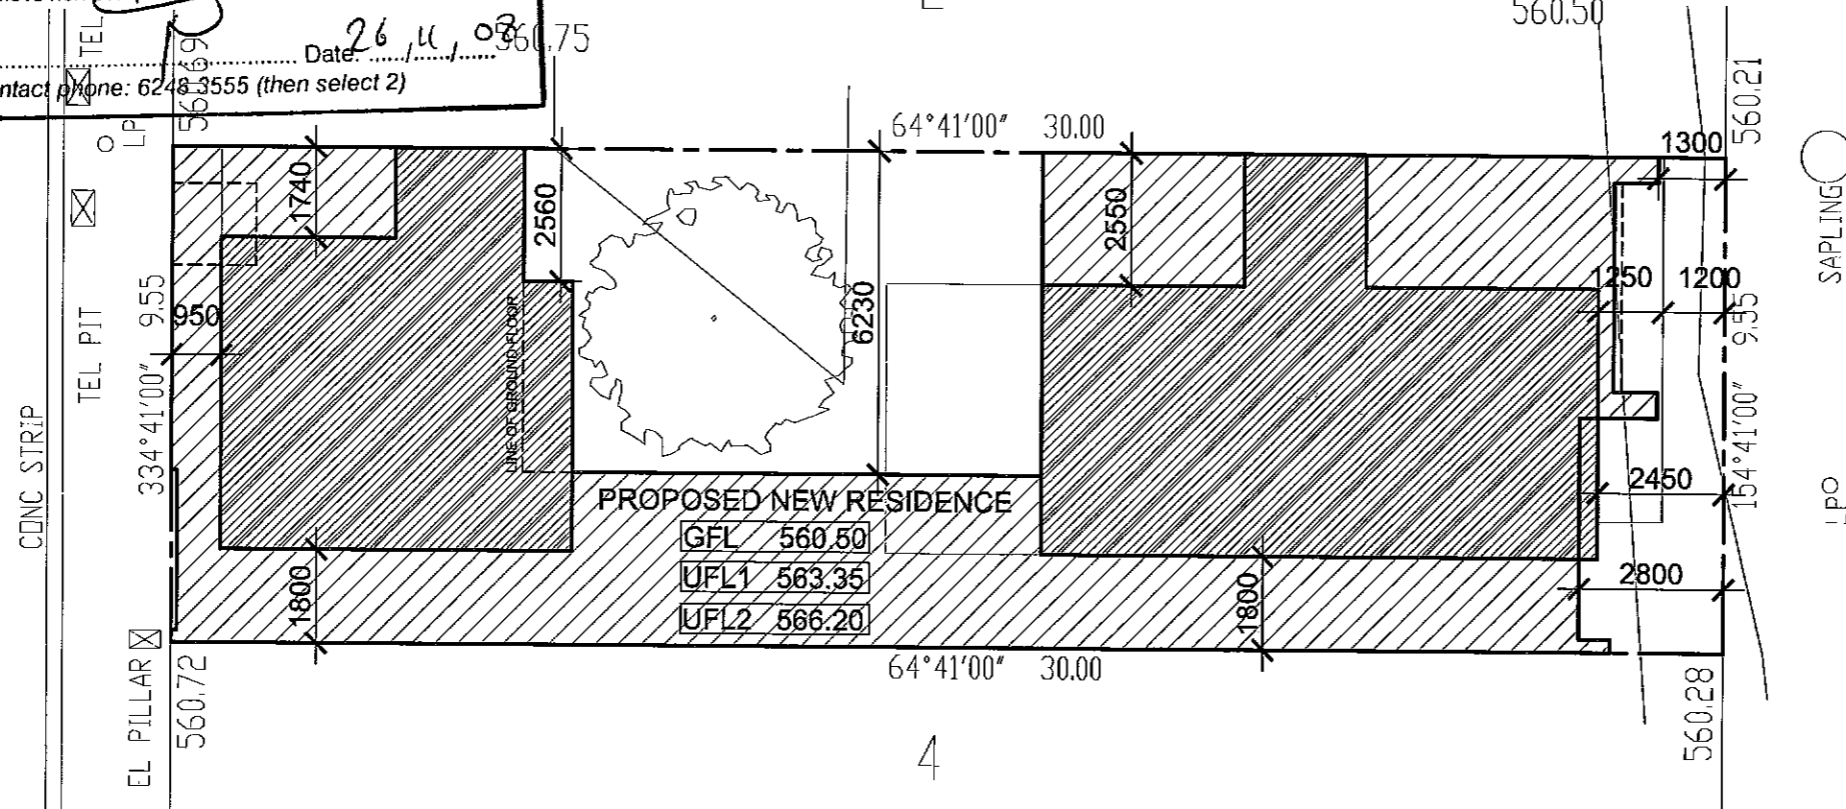 TEL
560.69
Date: 26/11/08
560.75
ntact phone: 6248 3555 (then select 2)
560.50
560.21
LP
64°41'00" 30.00
1300
1740
2560
2550
SAPLING
TEL PIT
334°41'00" 9.55
950
LINE OF GROUND FLOOR
6230
1250
1200
154°41'00" 9.55
CONC STRIP
2450
LP
PROPOSED NEW RESIDENCE
GFL 560.50
UFL1 563.35
UFL2 566.20
1800
1800
2800
EL PILLAR
560.72
64°41'00" 30.00
560.28
4